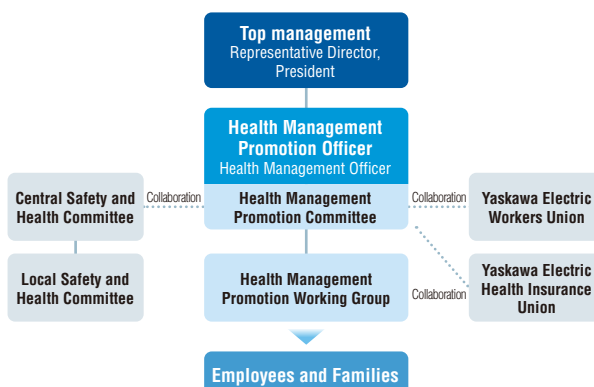 Top management
Representative Director,
President
Health Management
Promotion Officer
Health Management Officer
Central Safety and
Health Committee
Collaboration
Health Management
Promotion Committee
Collaboration
Yaskawa Electric
Workers Union
Local Safety and
Health Committee
Health Management
Promotion Working Group
Collaboration
Yaskawa Electric
Health Insurance
Union
Employees and Families